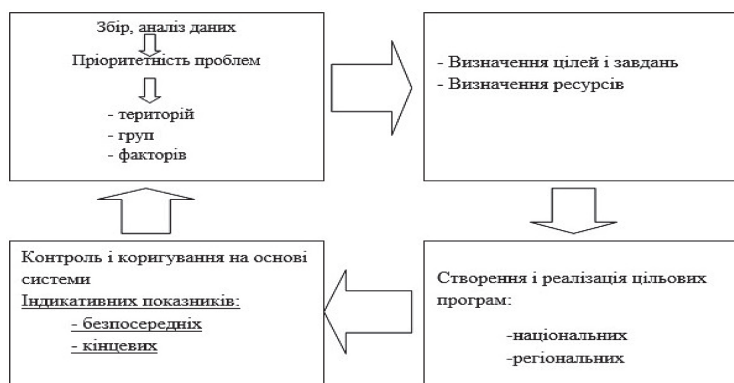 Збір, аналіз даних
Пріоритетність проблем
- територій
- груп
- факторів
- Визначення цілей і завдань
- Визначення ресурсів
Створення і реалізація цільових
програм:
-національних
-регіональних
Контроль і коригування на основі
системи
Індикативних показників:
- безпосередніх
- кінцевих